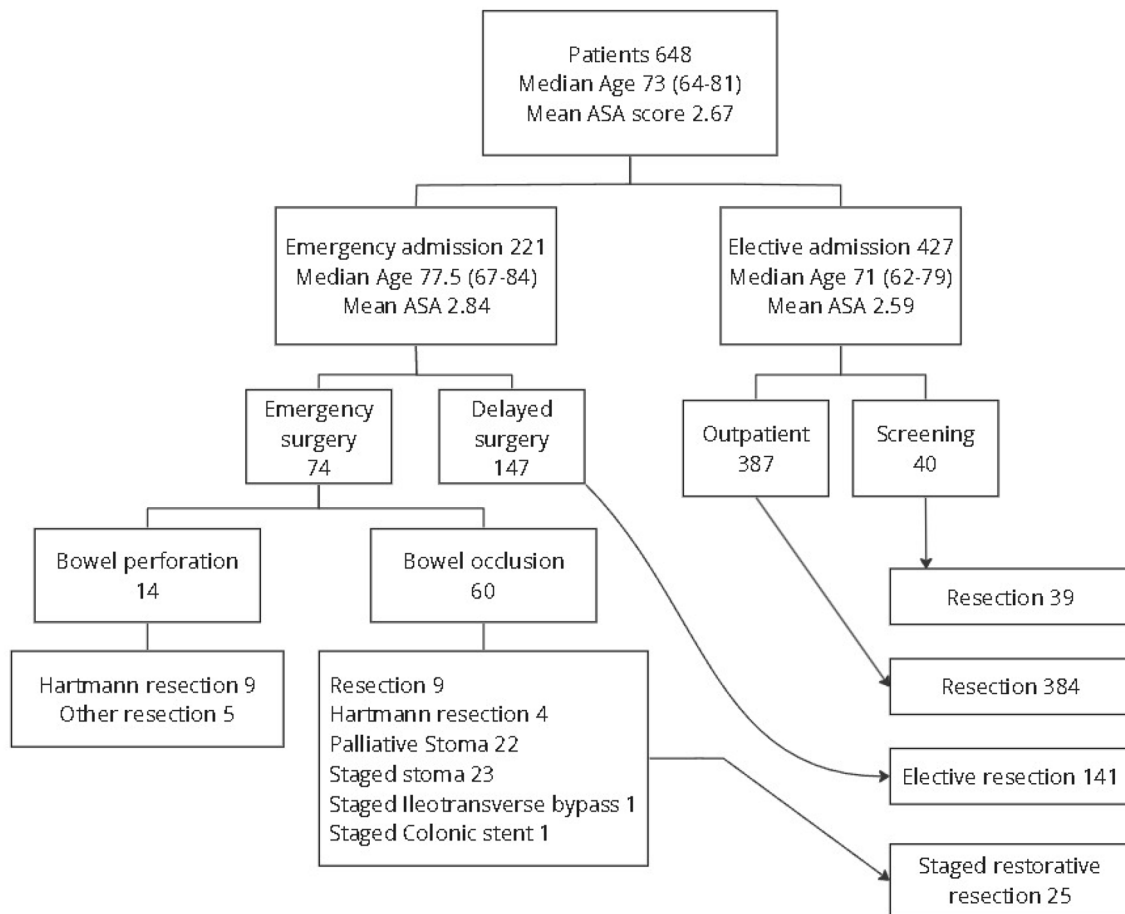 Patients 648
Median Age 73 (64-81)
Mean ASA score 2.67
Emergency admission 221
Median Age 77.5 (67-84)
Mean ASA 2.84
Elective admission 427
Median Age 71 (62-79)
Mean ASA 2.59
Emergency
surgery
74
Delayed
surgery
147
Outpatient
387
Screening
40
Bowel perforation
14
Bowel occlusion
60
Hartmann resection 9
Other resection 5
Resection 9
Hartmann resection 4
Palliative Stoma 22
Staged stoma 23
Staged Ileotransverse bypass 1
Staged Colonic stent 1
Resection 39
Resection 384
Elective resection 141
Staged restorative
resection 25